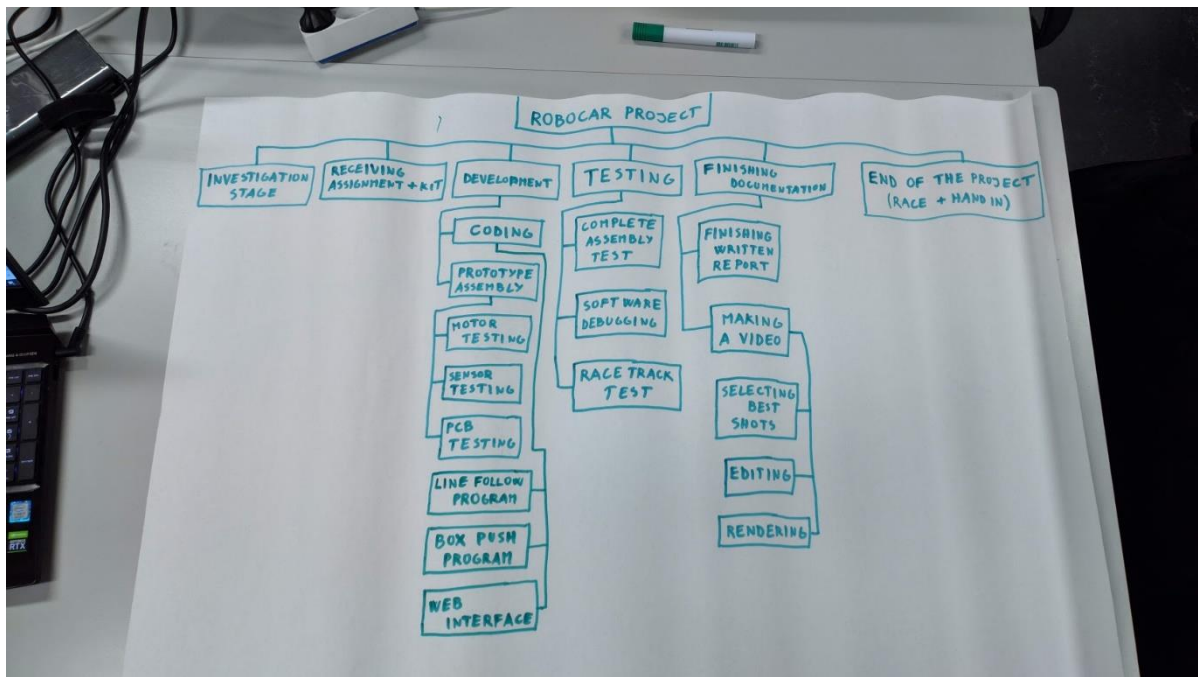 ROBOCAR PROJECT
INVESTIGATION
STAGE
RECEIVING
ASSIGNMENT + KIT
DEVELOPMENT
TESTING
FINISHING
DOCUMENTATION
END OF THE PROJECT
(RACE + HAND IN)
CODING
PROTOTYPE
ASSEMBLY
MOTOR
TESTING
SENSOR
TESTING
PCB
TESTING
LINE FOLLOW
PROGRAM
BOX PUSH
PROGRAM
WEB
INTERFACE
COMPLETE
ASSEMBLY
TEST
SOFTWARE
DEBUGGING
RACE TRACK
TEST
FINISHING
WRITTEN
REPORT
MAKING
A VIDEO
SELECTING
BEST
SHOTS
EDITING
RENDERING
RTX